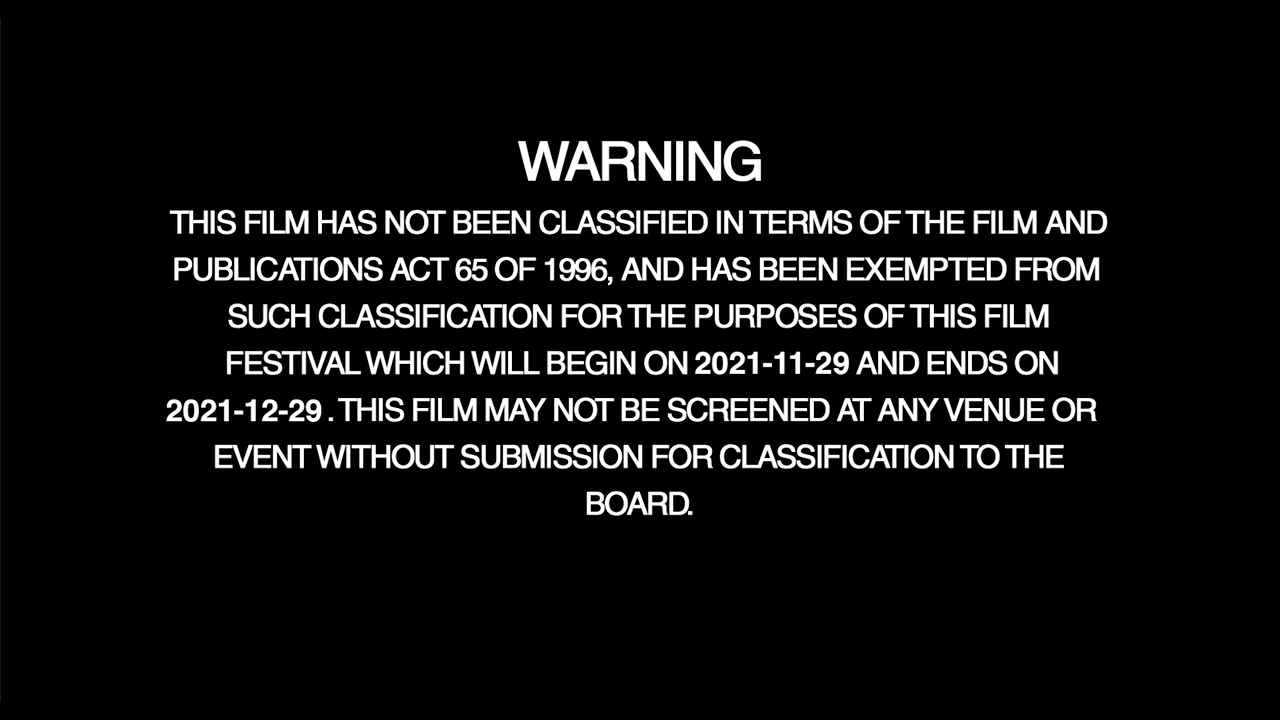 WARNING
THIS FILM HAS NOT BEEN CLASSIFIED IN TERMS OF THE FILM AND
PUBLICATIONS ACT 65 OF 1996, AND HAS BEEN EXEMPTED FROM
SUCH CLASSIFICATION FOR THE PURPOSES OF THIS FILM
FESTIVAL WHICH WILL BEGIN ON 2021-11-29 AND ENDS ON
2021-12-29 . THIS FILM MAY NOT BE SCREENED AT ANY VENUE OR
EVENT WITHOUT SUBMISSION FOR CLASSIFICATION TO THE
BOARD.